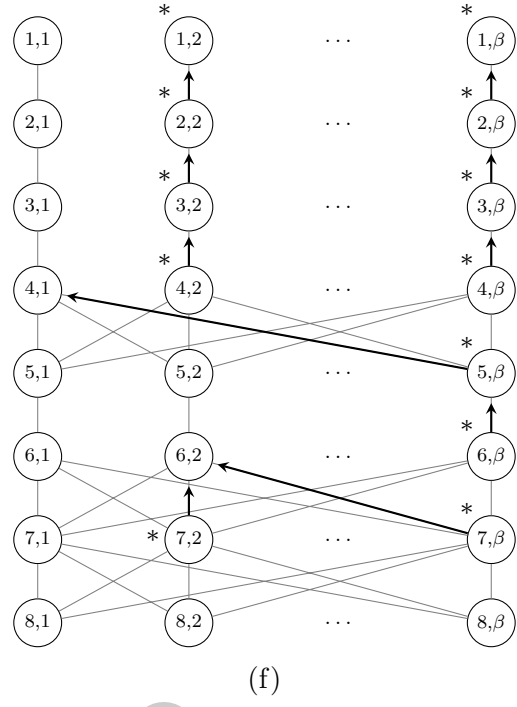 * *
1,1 1,2 ... 1,β
* *
2,1 2,2 ... 2,β
* *
3,1 3,2 ... 3,β
* *
4,1 4,2 ... 4,β
*
5,1 5,2 ... 5,β
*
6,1 6,2 ... 6,β
*
7,1 * 7,2 ... 7,β
8,1 8,2 ... 8,β
(f)